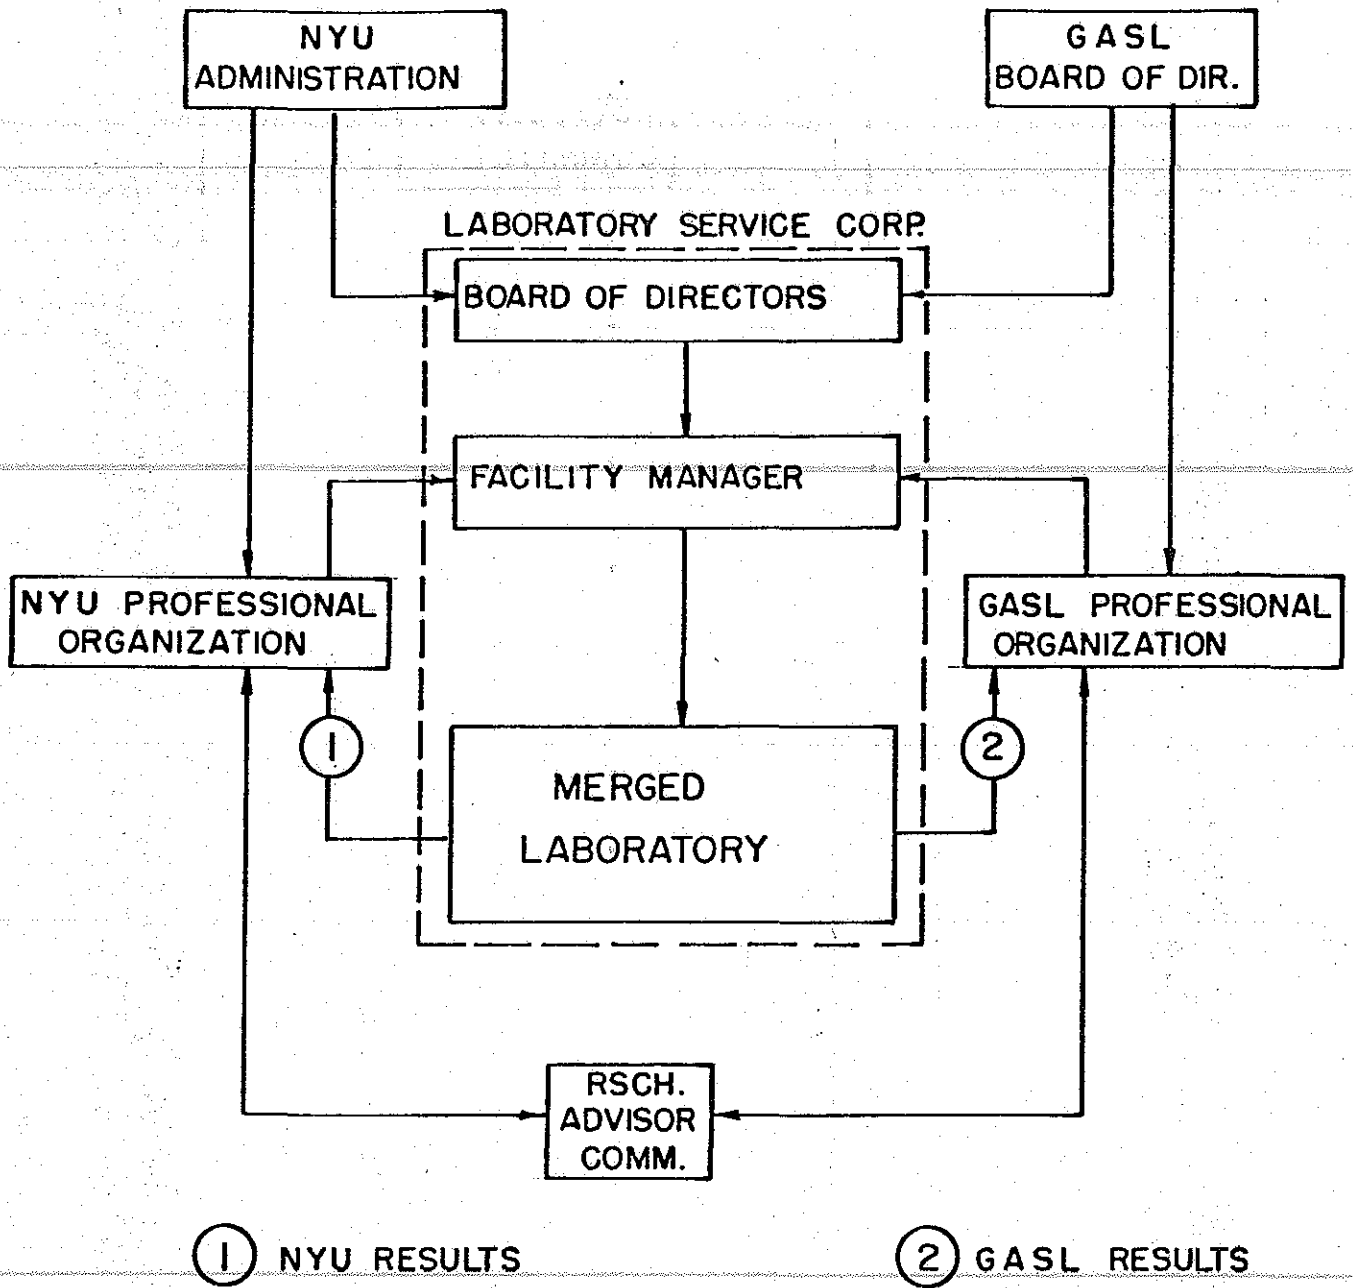 NYU
ADMINISTRATION
GASL
BOARD OF DIR.
LABORATORY SERVICE CORP.
BOARD OF DIRECTORS
FACILITY MANAGER
NYU PROFESSIONAL
ORGANIZATION
GASL PROFESSIONAL
ORGANIZATION
1
2
MERGED
LABORATORY
RSCH.
ADVISOR
COMM.
1 NYU RESULTS
2 GASL RESULTS